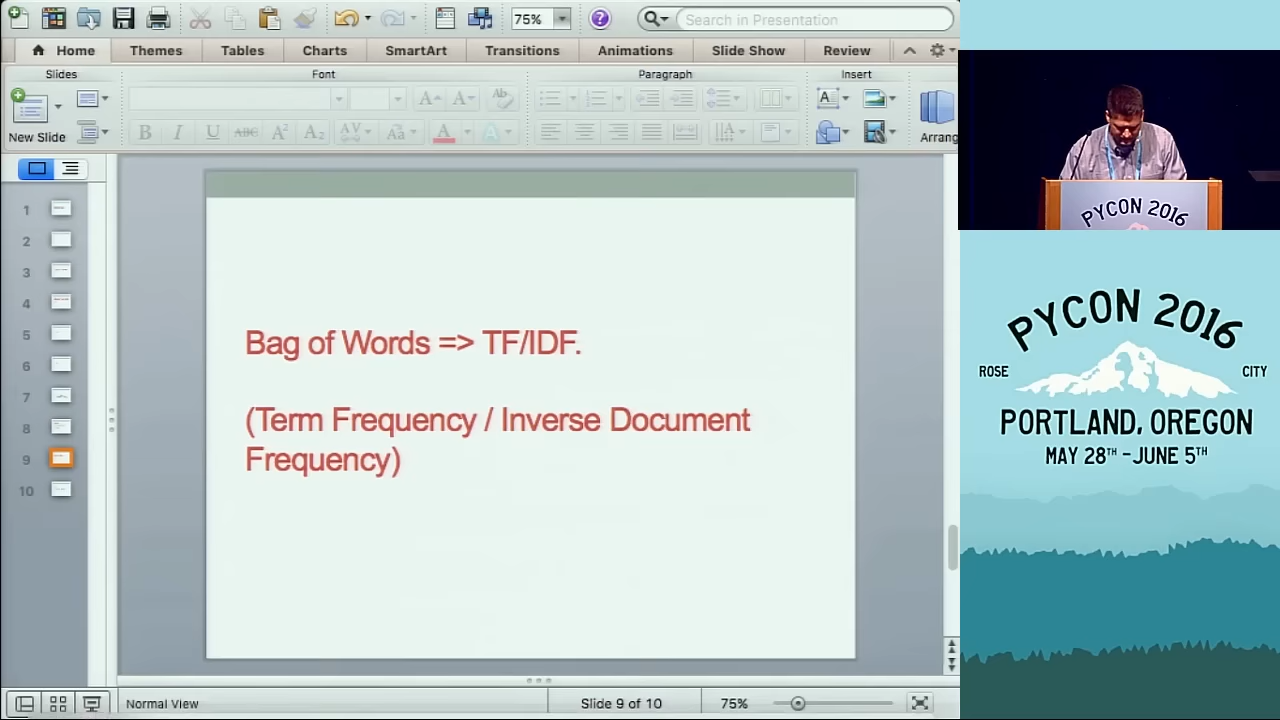 75%
Search in Presentation
Home
Themes
Tables
Charts
SmartArt
Transitions
Animations
Slide Show
Review
Slides
Font
Paragraph
Insert
New Slide
Arrang
1
2
3
4
5
6
7
8
9
10
Bag of Words => TF/IDF.
(Term Frequency / Inverse Document
Frequency)
Normal View
Slide 9 of 10
75%
PYCON 2016
PYCON 2016
ROSE
CITY
PORTLAND, OREGON
MAY 28TH - JUNE 5TH